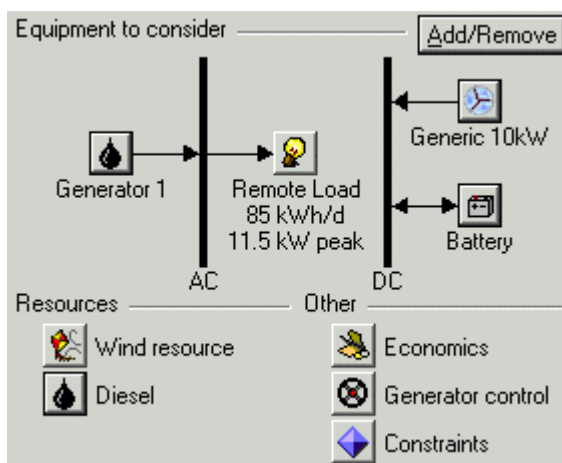 Equipment to consider
Add/Remove
Generator 1
Remote Load
85 kWh/d
11.5 kW peak
Generic 10kW
Battery
AC
DC
Resources
Other
Wind resource
Economics
Diesel
Generator control
Constraints